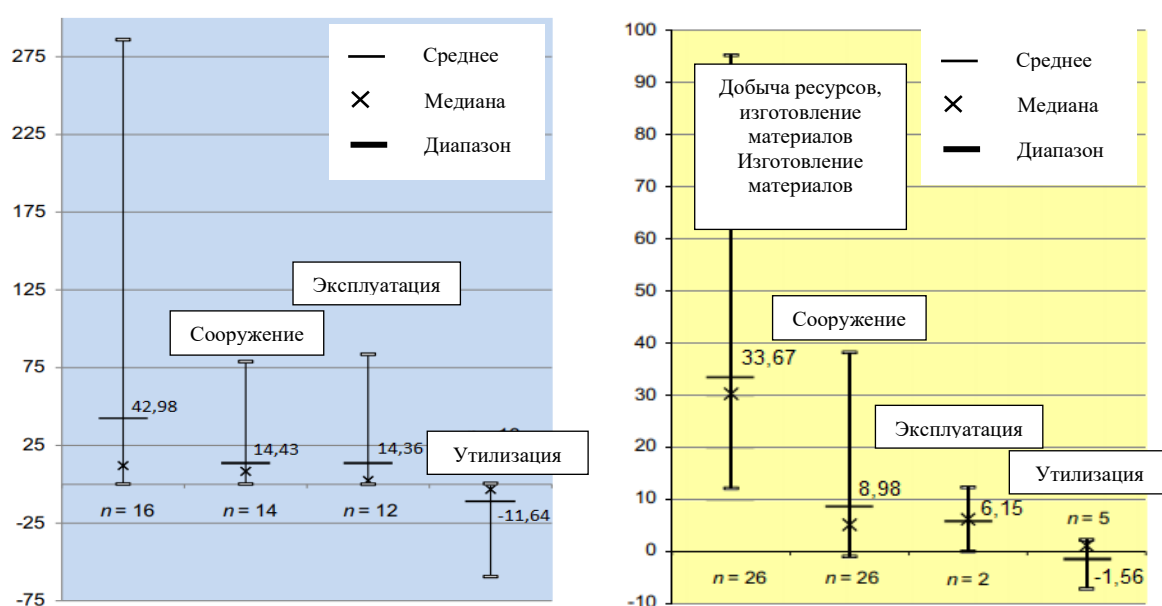 275
225
175
125
75
25
-25
-75
Среднее
Медиана
Диапазон
Эксплуатация
Сооружение
Утилизация
42,98
14,43
14,36
-11,64
n = 16
n = 14
n = 12
100
90
80
70
60
50
40
30
20
10
0
-10
Среднее
Медиана
Диапазон
Добыча ресурсов,
изготовление
материалов
Изготовление
материалов
Сооружение
Эксплуатация
Утилизация
33,67
8,98
6,15
n = 5
-1,56
n = 26
n = 26
n = 2